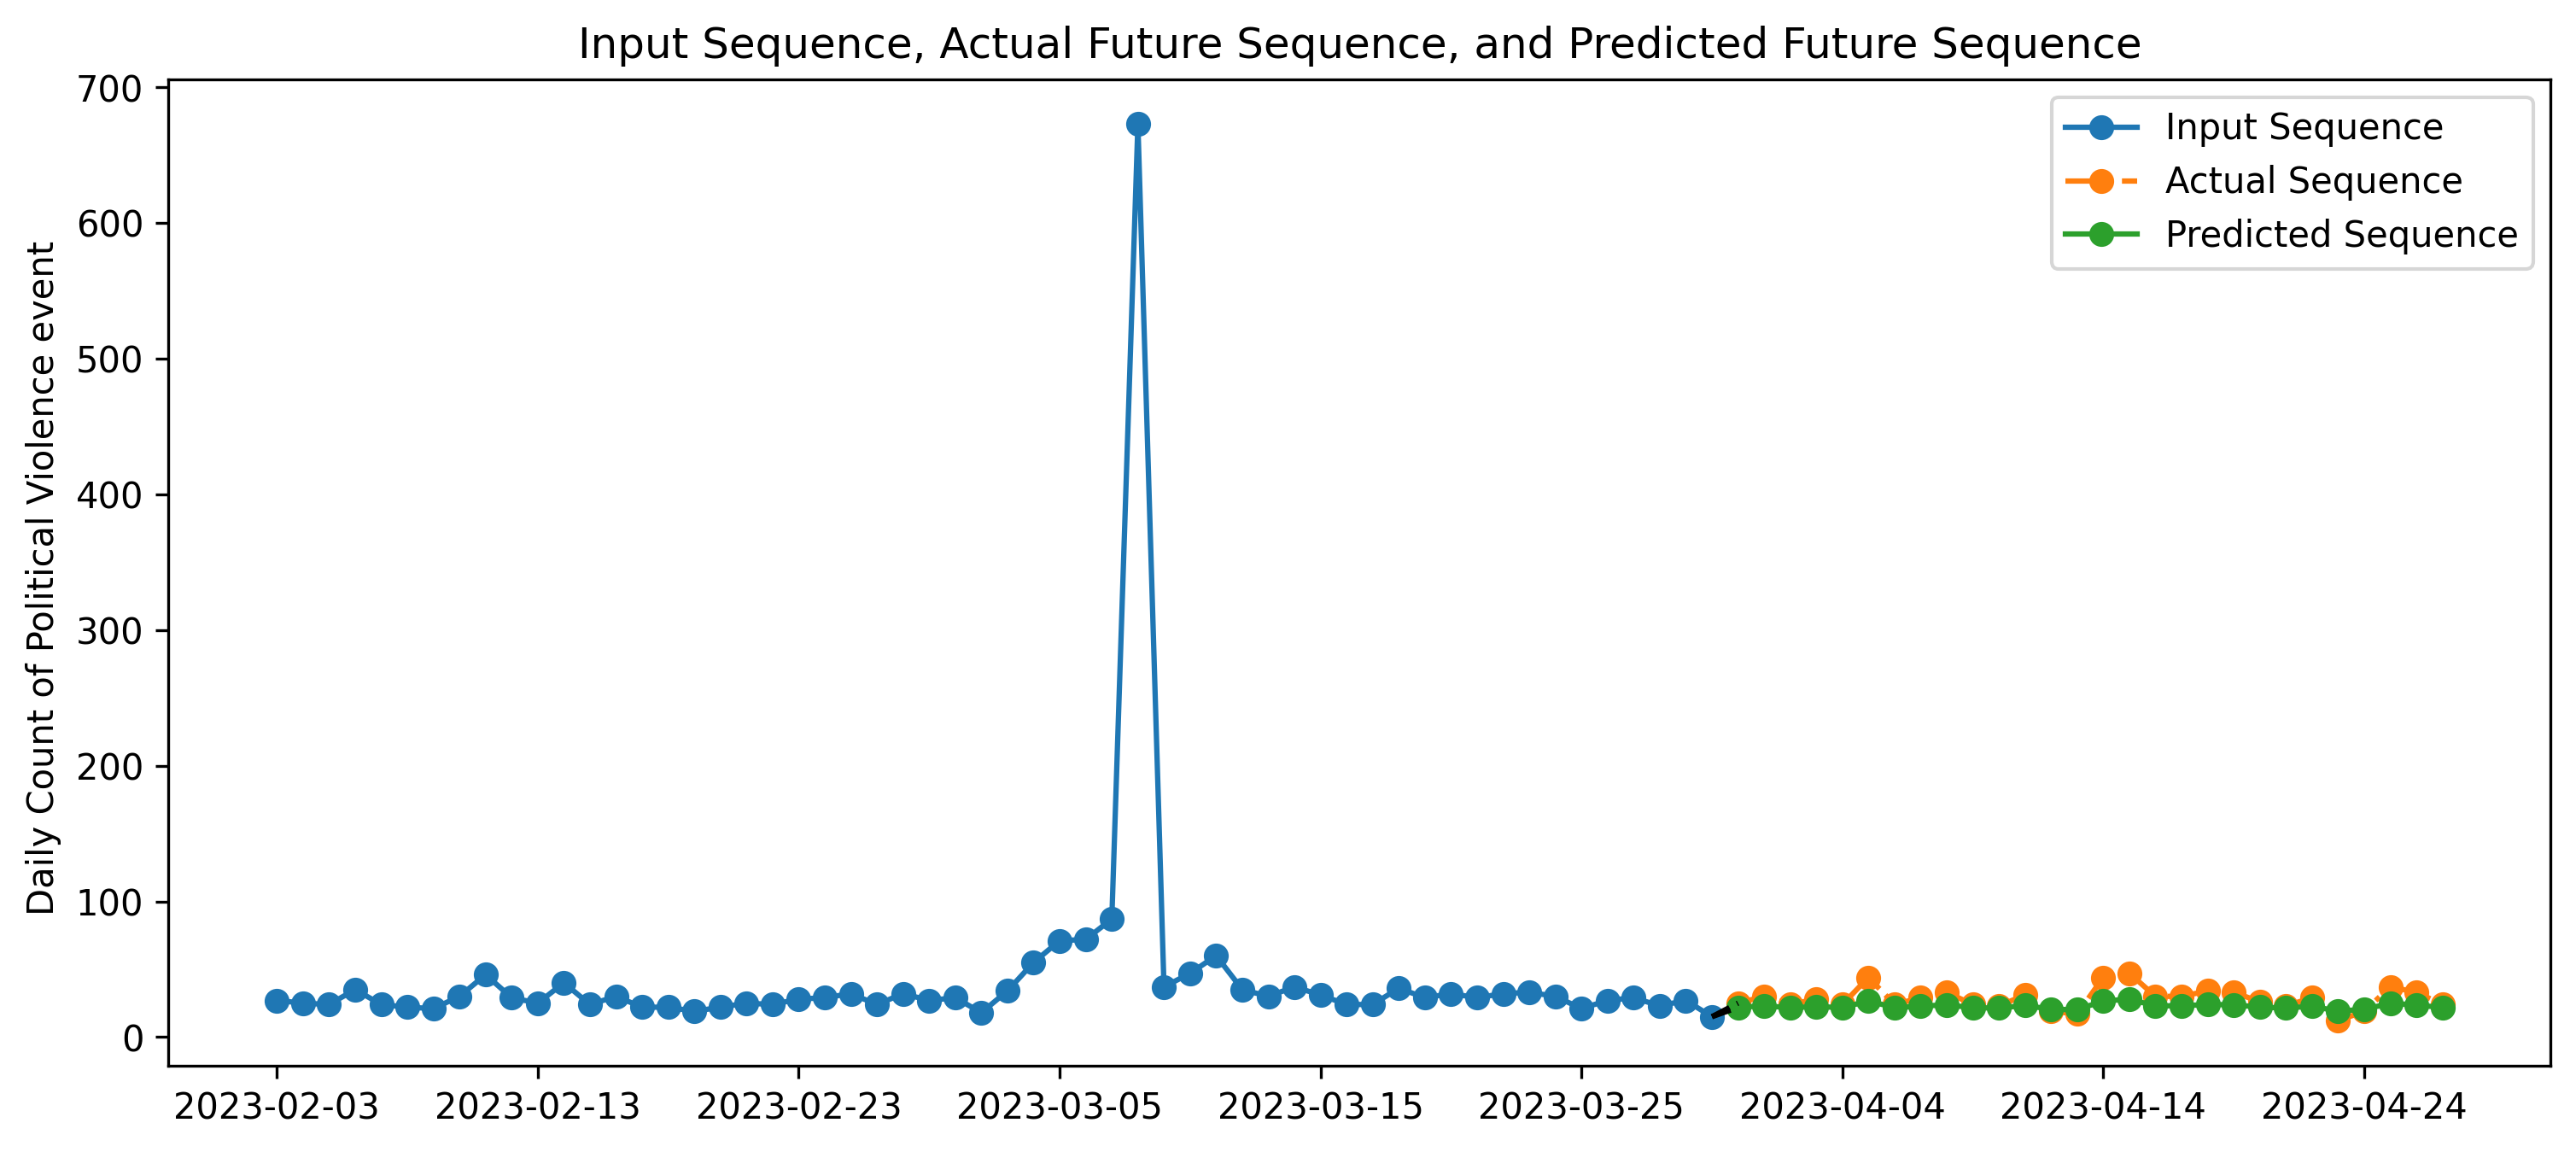 Input Sequence, Actual Future Sequence, and Predicted Future Sequence
Daily Count of Political Violence event
700
600
500
400
300
200
100
0
Input Sequence
Actual Sequence
Predicted Sequence
2023-02-03 2023-02-13 2023-02-23 2023-03-05 2023-03-15 2023-03-25 2023-04-04 2023-04-14 2023-04-24